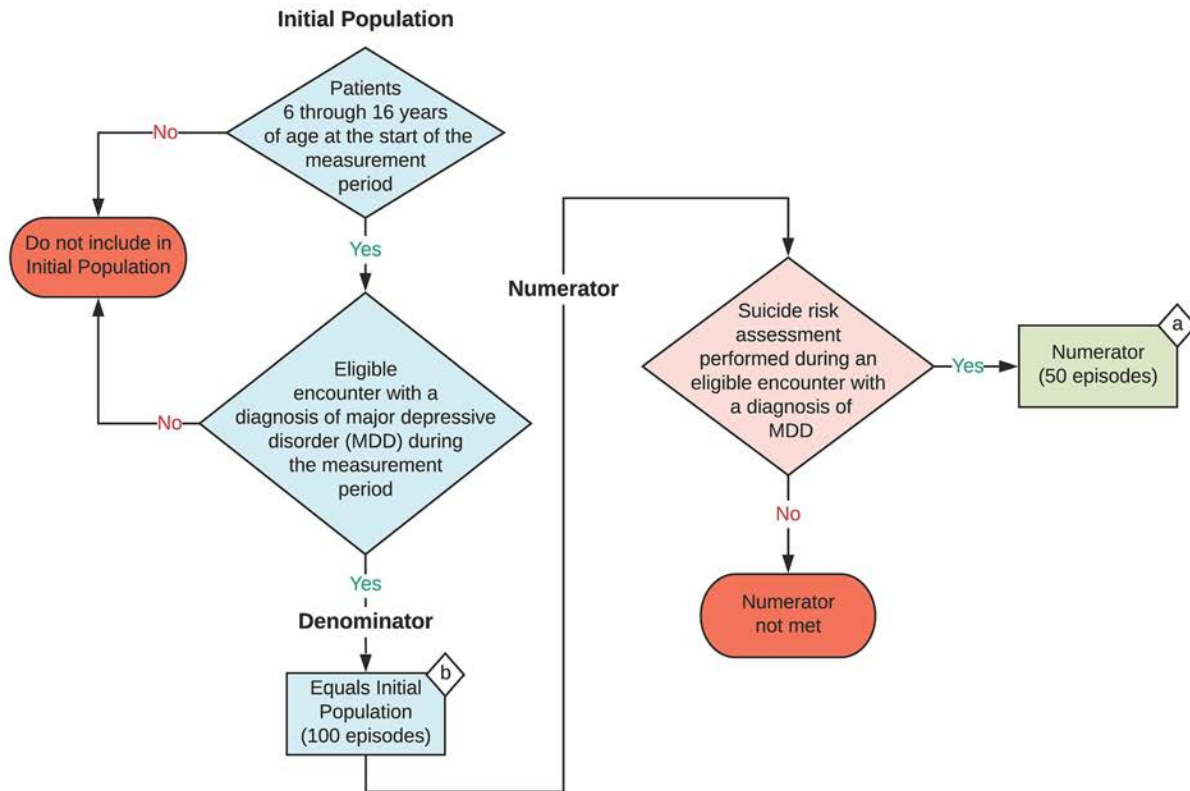 Initial Population
Patients
6 through 16 years
of age at the start of the
measurement
period
No
Yes
Do not include in
Initial Population
Eligible
encounter with a
diagnosis of major depressive
disorder (MDD) during
the measurement
period
No
Yes
Denominator
b
Equals Initial
Population
(100 episodes)
Numerator
Suicide risk
assessment
performed during an
eligible encounter with
a diagnosis of
MDD
Yes
a
Numerator
(50 episodes)
No
Numerator
not met